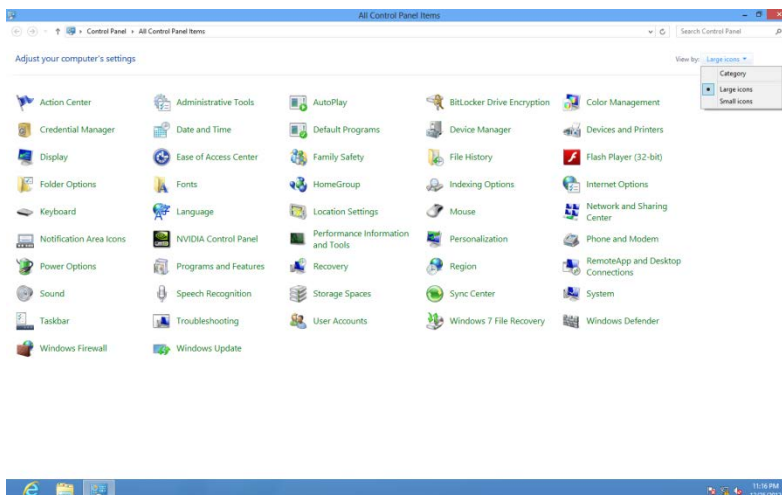 All Control Panel Items
Control Panel All Control Panel Items Search Control Panel
Adjust your computer's settings View by: Large icons
Category
Large icons
Small icons
Action Center Administrative Tools AutoPlay BitLocker Drive Encryption Color Management
Credential Manager Date and Time Default Programs Device Manager Devices and Printers
Display Ease of Access Center Family Safety File History Flash Player (32-bit)
Folder Options Fonts HomeGroup Indexing Options Internet Options
Keyboard Language Location Settings Mouse Network and Sharing
Center
Notification Area Icons NVIDIA Control Panel Performance Information
and Tools Personalization Phone and Modem
Power Options Programs and Features Recovery Region RemoteApp and Desktop
Connections
Sound Speech Recognition Storage Spaces Sync Center System
Taskbar Troubleshooting User Accounts Windows 7 File Recovery Windows Defender
Windows Firewall Windows Update
11:16 PM